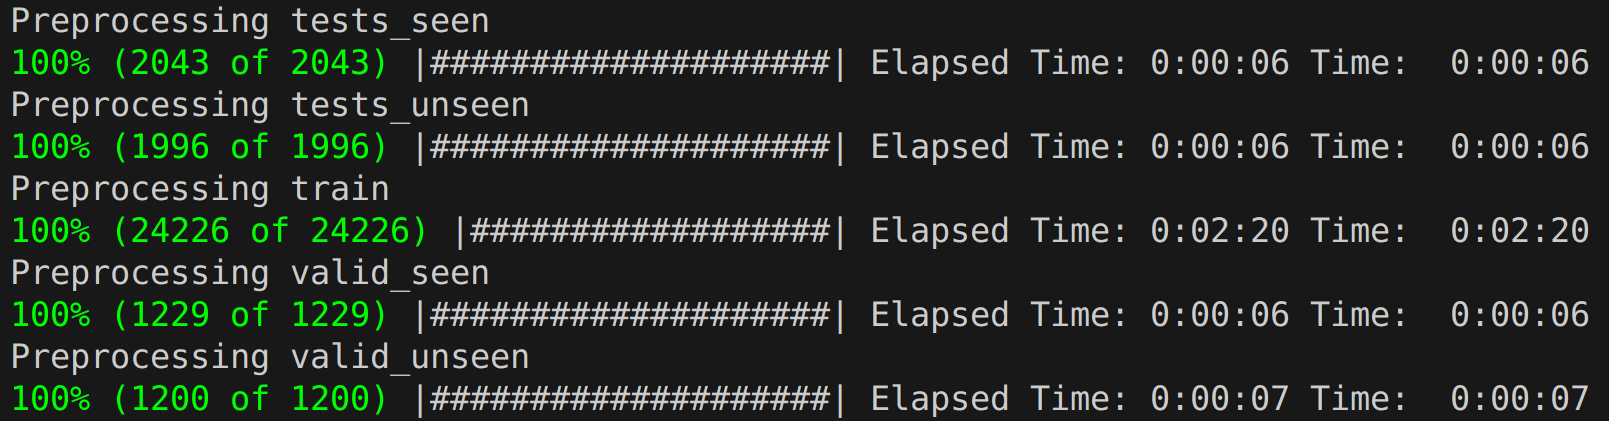 Preprocessing tests_seen
100% (2043 of 2043) |####################| Elapsed Time: 0:00:06 Time:  0:00:06
Preprocessing tests_unseen
100% (1996 of 1996) |####################| Elapsed Time: 0:00:06 Time:  0:00:06
Preprocessing train
100% (24226 of 24226) |##################| Elapsed Time: 0:02:20 Time:  0:02:20
Preprocessing valid_seen
100% (1229 of 1229) |####################| Elapsed Time: 0:00:06 Time:  0:00:06
Preprocessing valid_unseen
100% (1200 of 1200) |####################| Elapsed Time: 0:00:07 Time:  0:00:07